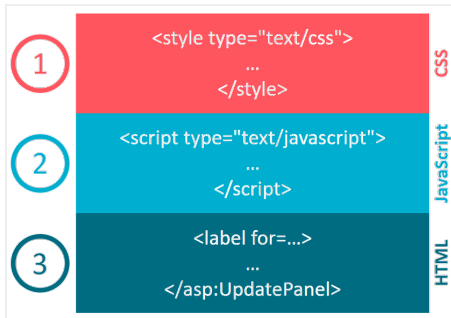 1
<style type="text/css">
...
</style>
CSS
2
<script type="text/javascript">
...
</script>
JavaScript
3
<label for=...>
...
</asp:UpdatePanel>
HTML